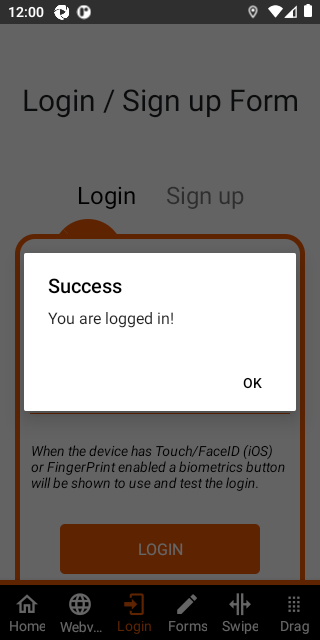 12:00
Login / Sign up Form
Login Sign up
Success
You are logged in!
OK
When the device has Touch/FaceID (iOS)
or FingerPrint enabled a biometrics button
will be shown to use and test the login.
LOGIN
Home Webv... Login Forms Swipe Drag